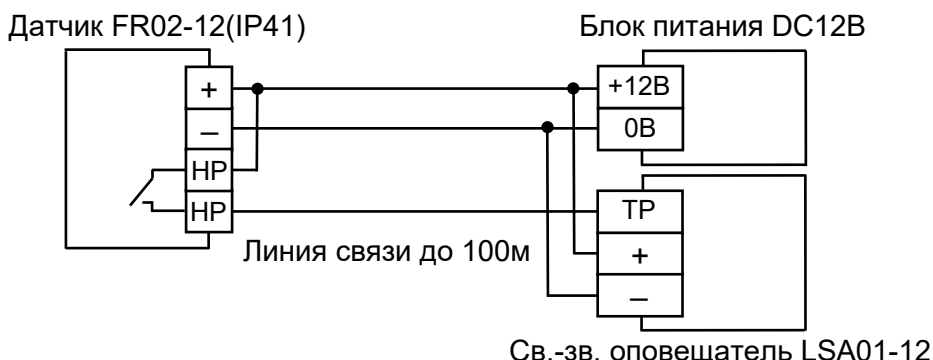 Датчик FR02-12(IP41)
Блок питания DC12В
+
–
НР
НР
+12В
0В
ТР
+
–
Линия связи до 100м
Св.-зв. оповещатель LSA01-12